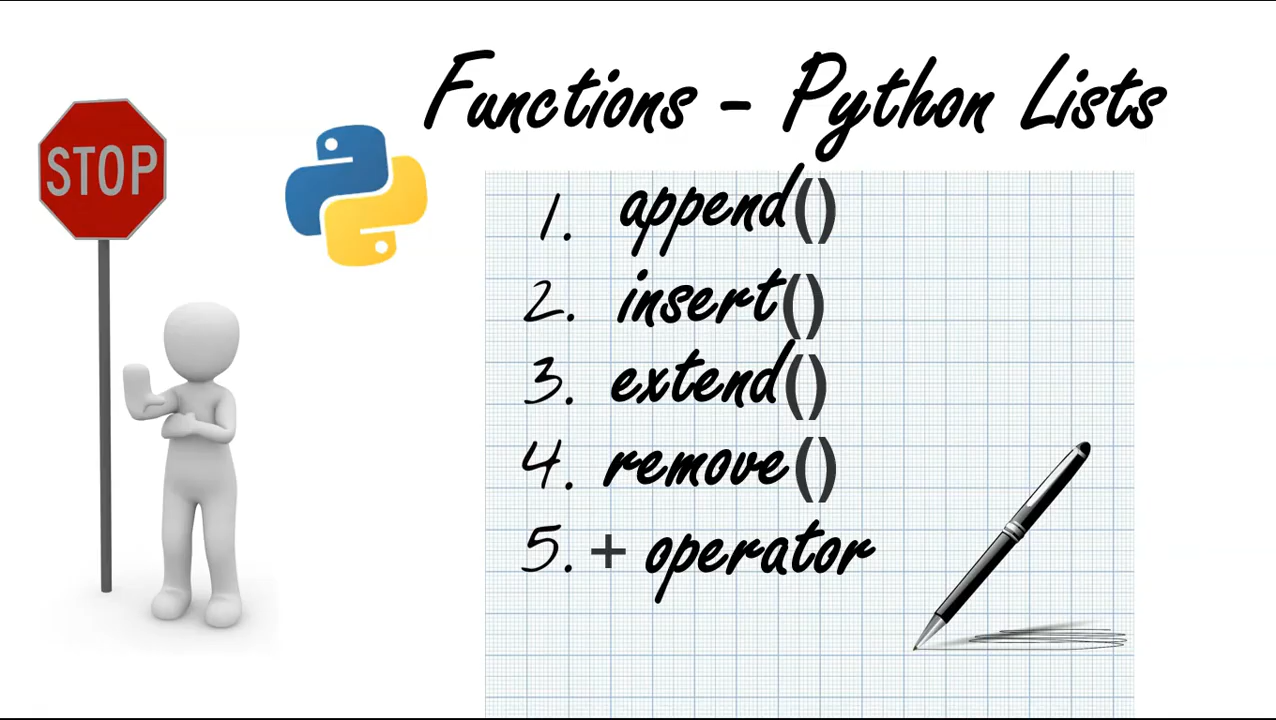 Functions - Python Lists
STOP
1. append()
2. insert()
3. extend()
4. remove()
5. + operator